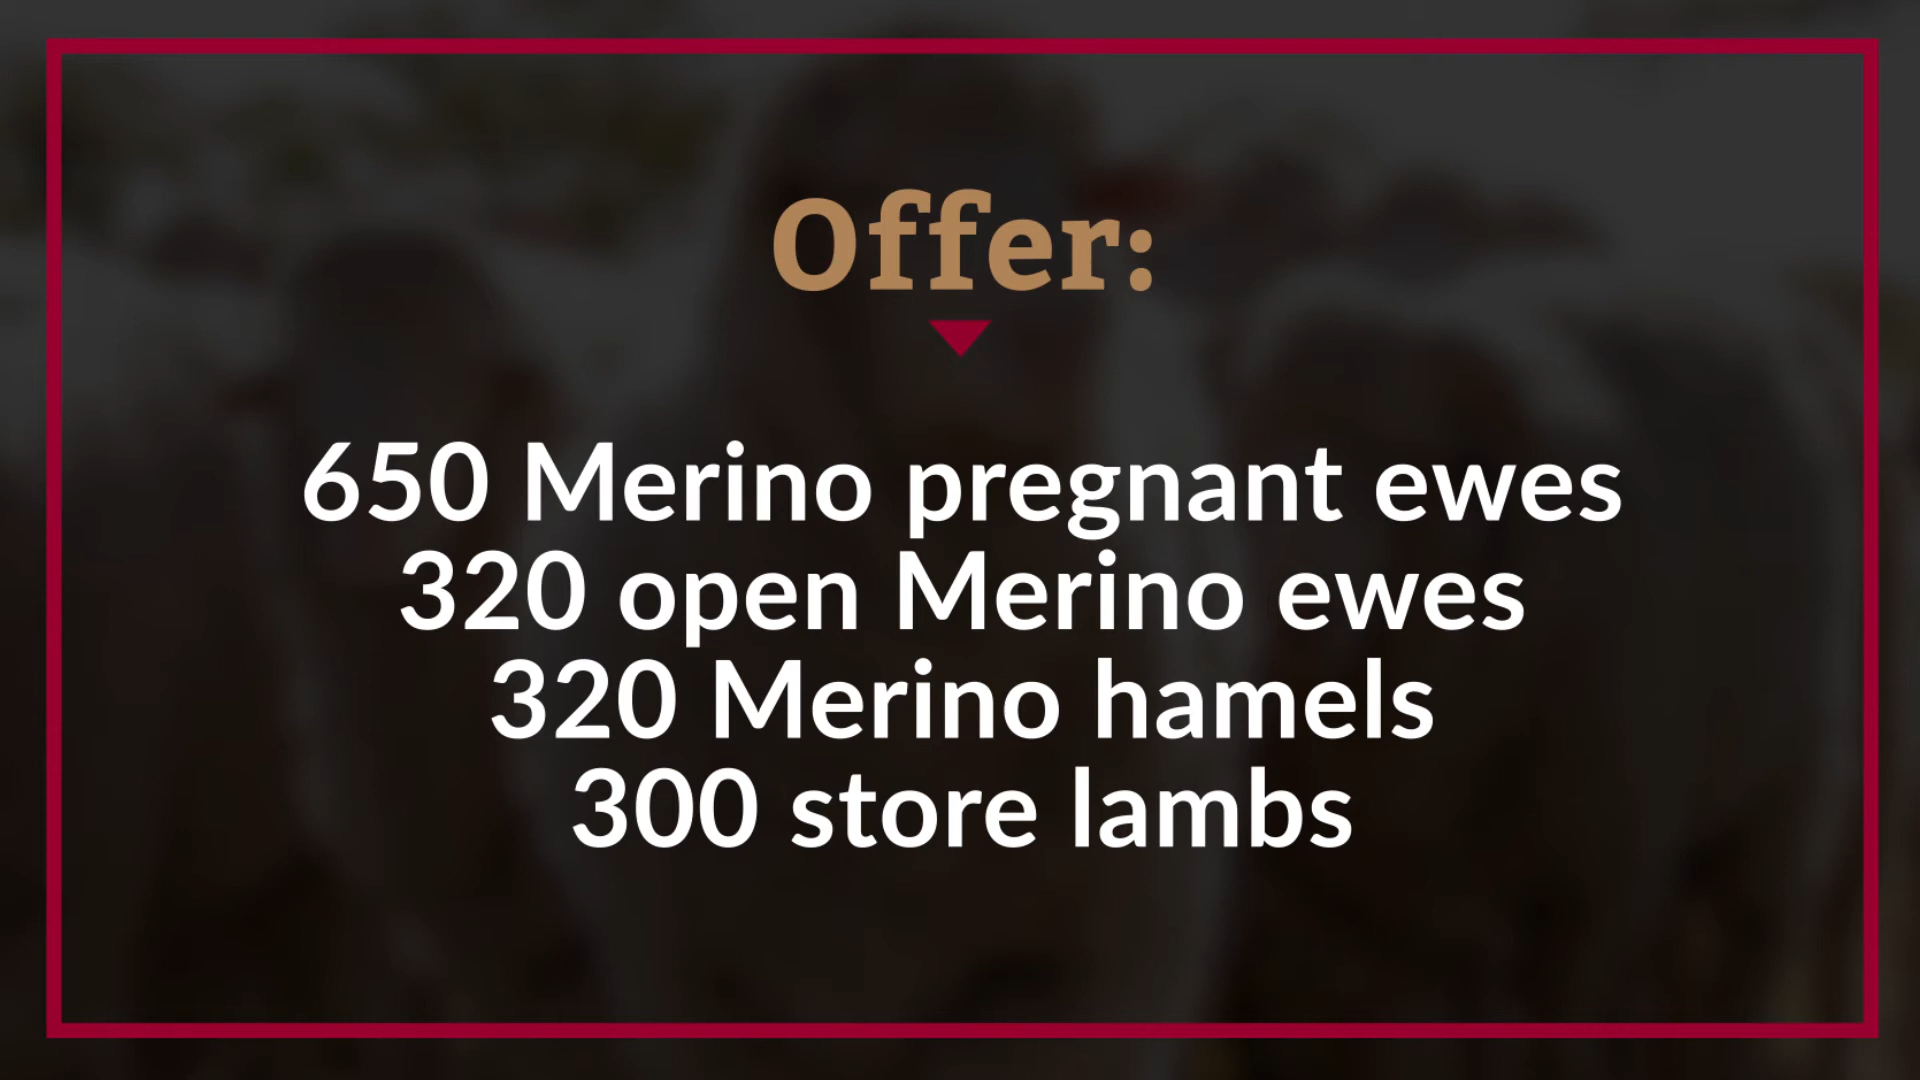 Offer:
650 Merino pregnant ewes
320 open Merino ewes
320 Merino hamels
300 store lambs